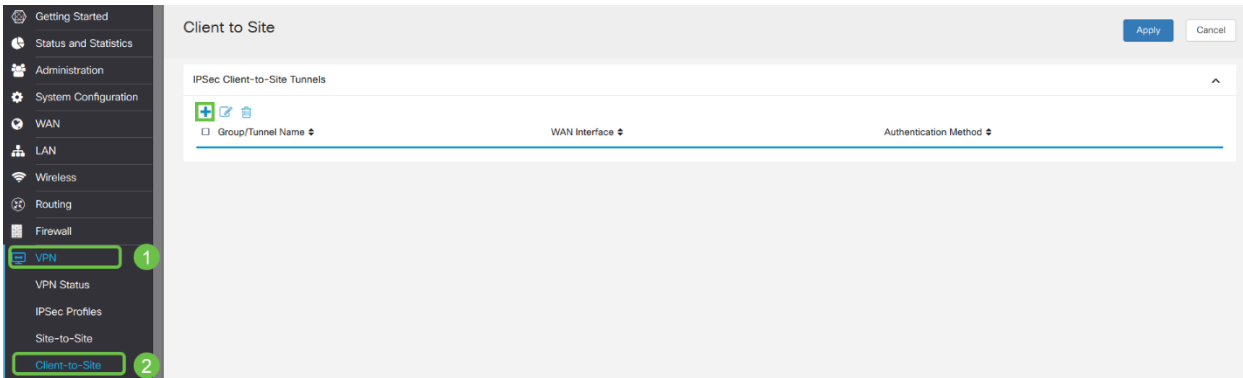 Getting Started
Status and Statistics
Administration
System Configuration
WAN
LAN
Wireless
Routing
Firewall
VPN 1
VPN Status
IPSec Profiles
Site-to-Site
Client-to-Site 2
Client to Site
Apply Cancel
IPSec Client-to-Site Tunnels
Group/Tunnel Name WAN Interface Authentication Method